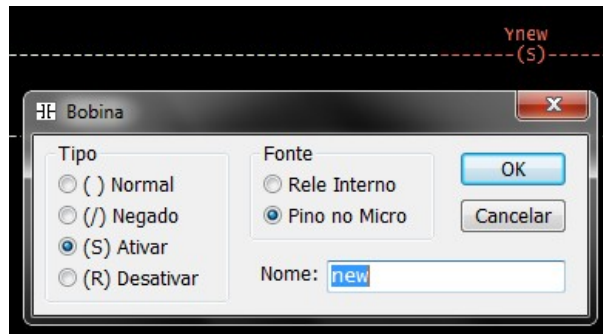 Ynew
(S)
Bobina
Tipo
( ) Normal
(/) Negado
(S) Ativar
(R) Desativar
Fonte
Rele Interno
Pino no Micro
Nome: new
OK
Cancelar